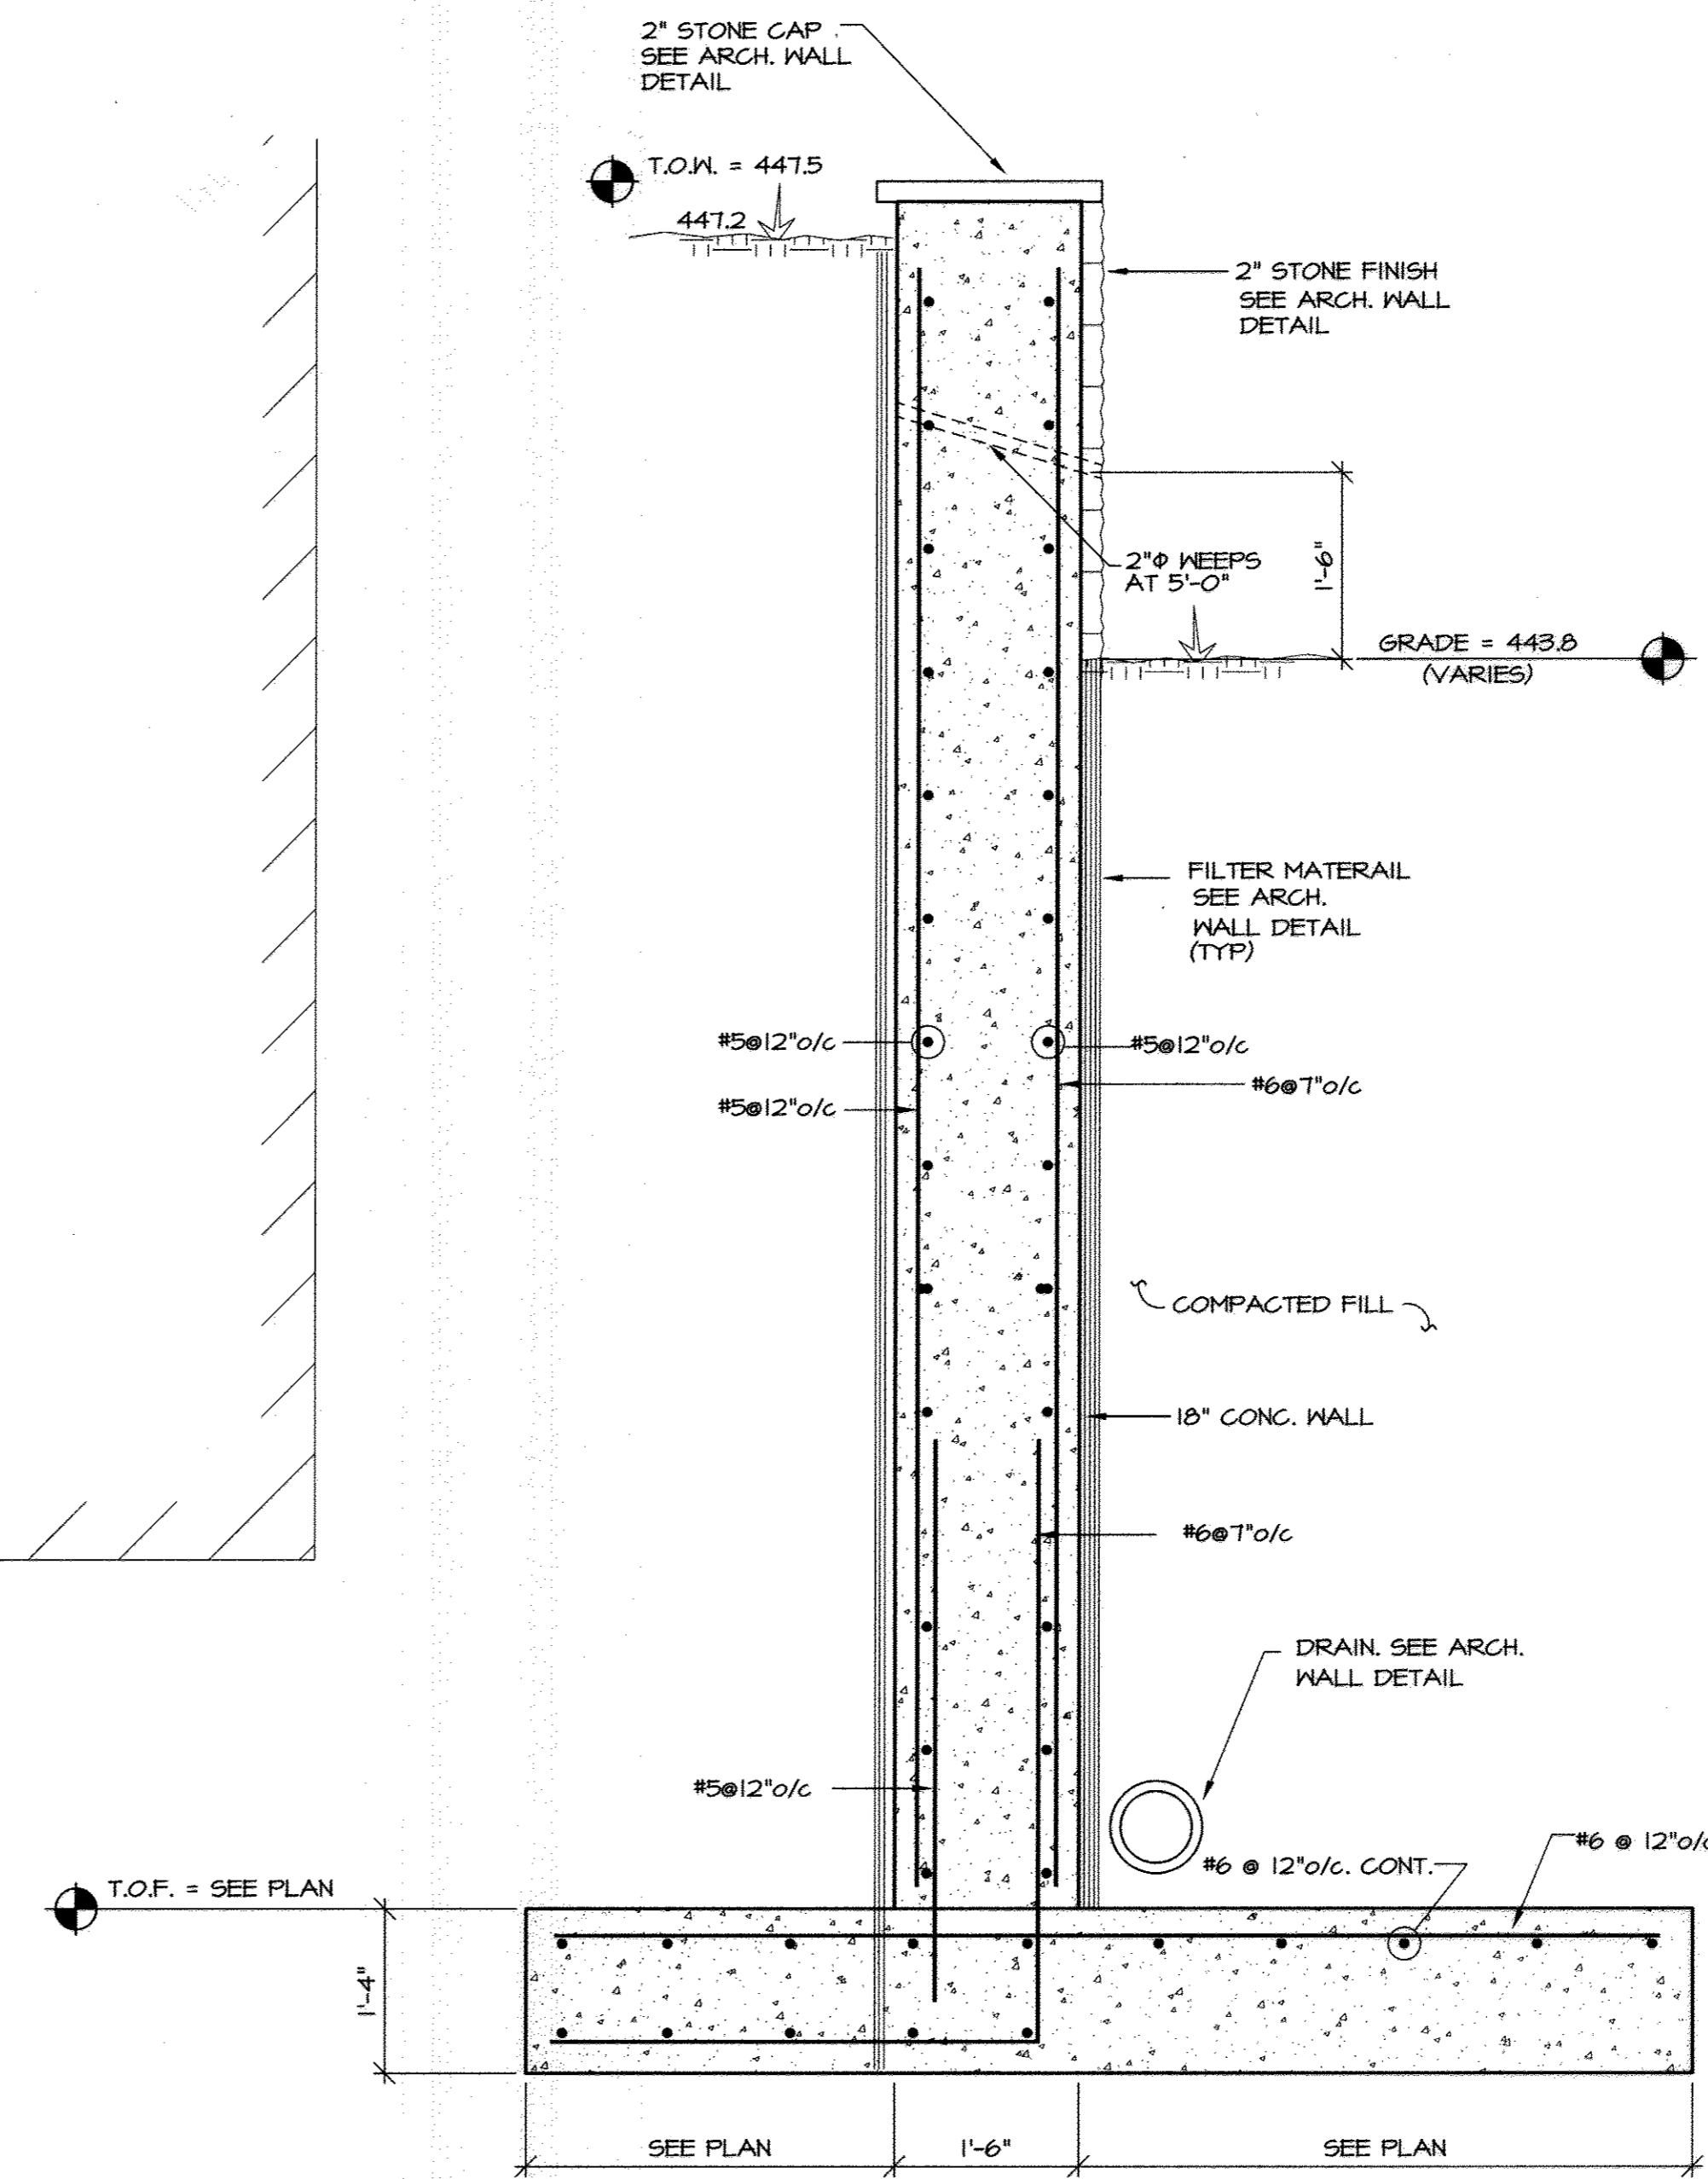 2" STONE CAP
SEE ARCH. WALL
DETAIL
T.O.W. = 447.5
447.2
2" STONE FINISH
SEE ARCH. WALL
DETAIL
2"Φ WEEPS
AT 5'-0"
1'-6"
GRADE = 443.8
(VARIES)
FILTER MATERAIL
SEE ARCH.
WALL DETAIL
(TYP)
#5@12"o/c
#5@12"o/c
#6@7"o/c
#5@12"o/c
COMPACTED FILL
18" CONC. WALL
#6@7"o/c
DRAIN. SEE ARCH.
WALL DETAIL
#5@12"o/c
#6 @ 12"o/c
#6 @ 12"o/c. CONT.
T.O.F. = SEE PLAN
1'-4"
SEE PLAN
1'-6"
SEE PLAN